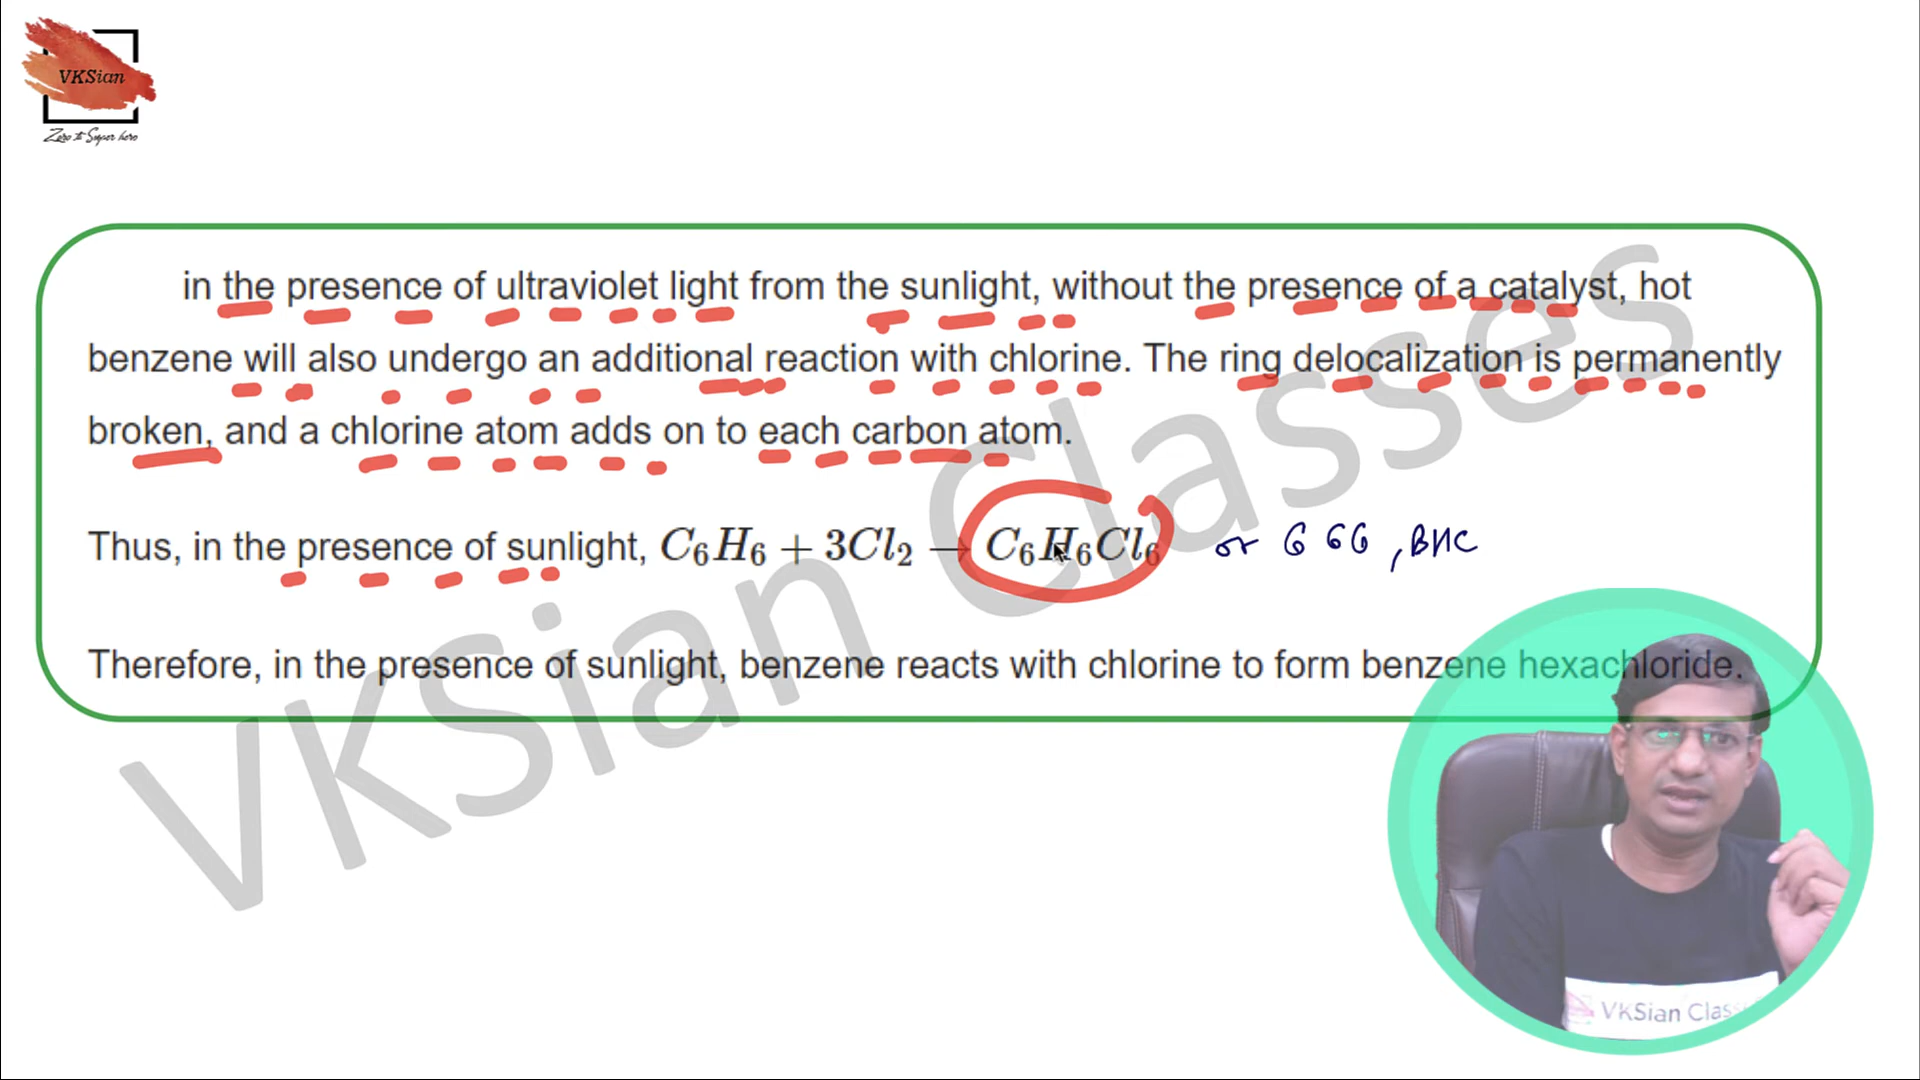 VKSian
Zero to Super hero
in the presence of ultraviolet light from the sunlight, without the presence of a catalyst, hot
benzene will also undergo an additional reaction with chlorine. The ring delocalization is permanently
broken, and a chlorine atom adds on to each carbon atom.
Thus, in the presence of sunlight, C₆H₆ + 3Cl₂ → C₆H₆Cl₆ or 666 , BHC
Therefore, in the presence of sunlight, benzene reacts with chlorine to form benzene hexachloride.
VKSian Classes
VKSian Clas